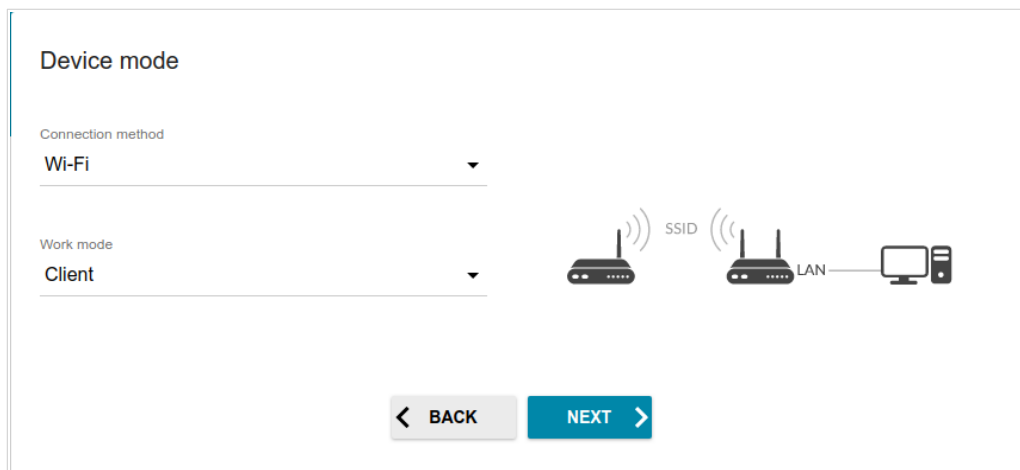 Device mode
Connection method
Wi-Fi
Work mode
Client
SSID
LAN
BACK
NEXT